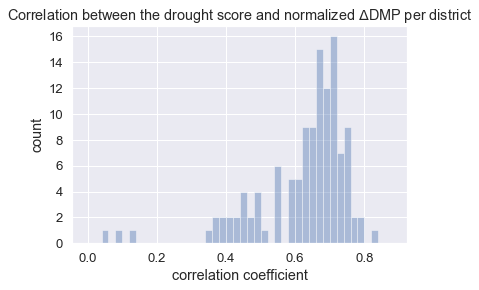 Correlation between the drought score and normalized ΔDMP per district
16
14
12
10
8
6
4
2
0
count
0.0 0.2 0.4 0.6 0.8
correlation coefficient